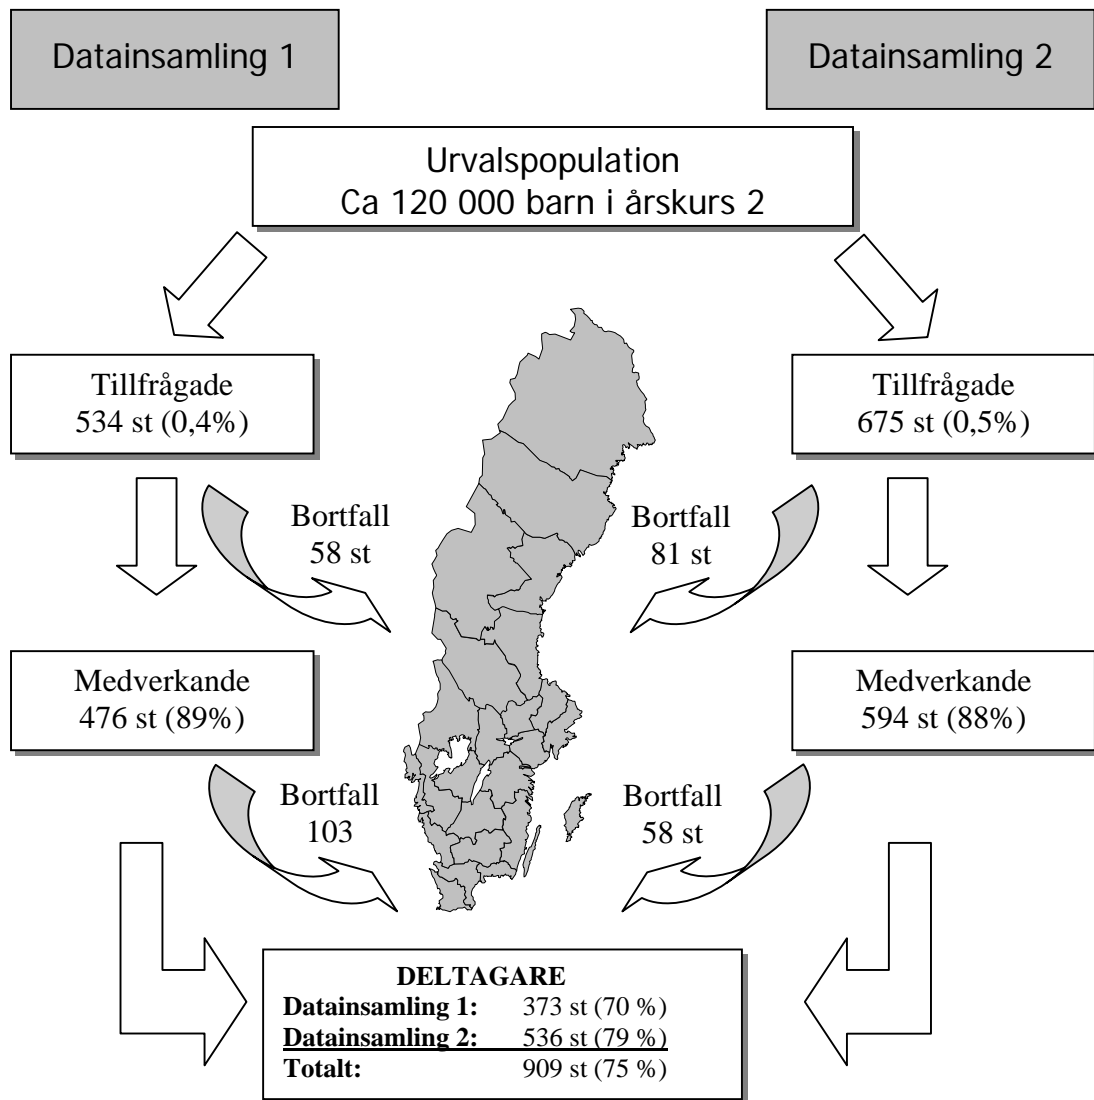 Datainsamling 1
Datainsamling 2
Urvalspopulation
Ca 120 000 barn i årskurs 2
Tillfrågade
534 st (0,4%)
Tillfrågade
675 st (0,5%)
Bortfall
58 st
Bortfall
81 st
Medverkande
476 st (89%)
Medverkande
594 st (88%)
Bortfall
103
Bortfall
58 st
DELTAGARE
Datainsamling 1: 373 st (70 %)
Datainsamling 2: 536 st (79 %)
Totalt: 909 st (75 %)